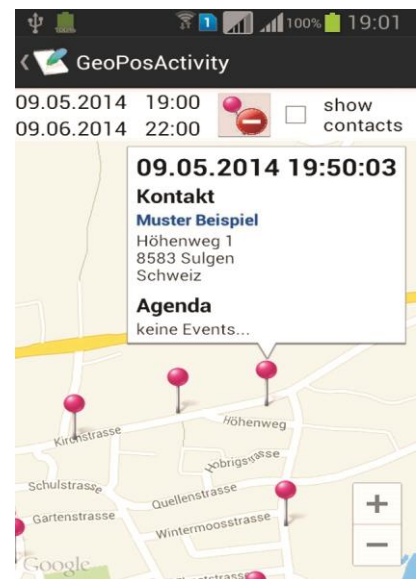 100% 19:01
GeoPosActivity
09.05.2014 19:00
09.06.2014 22:00
show
contacts
09.05.2014 19:50:03
Kontakt
Muster Beispiel
Höhenweg 1
8583 Sulgen
Schweiz
Agenda
keine Events...
Höhenweg
Kirchstrasse
Hobrigstrasse
Schulstrasse
Quellenstrasse
Gartenstrasse
Wintermoosstrasse
Google